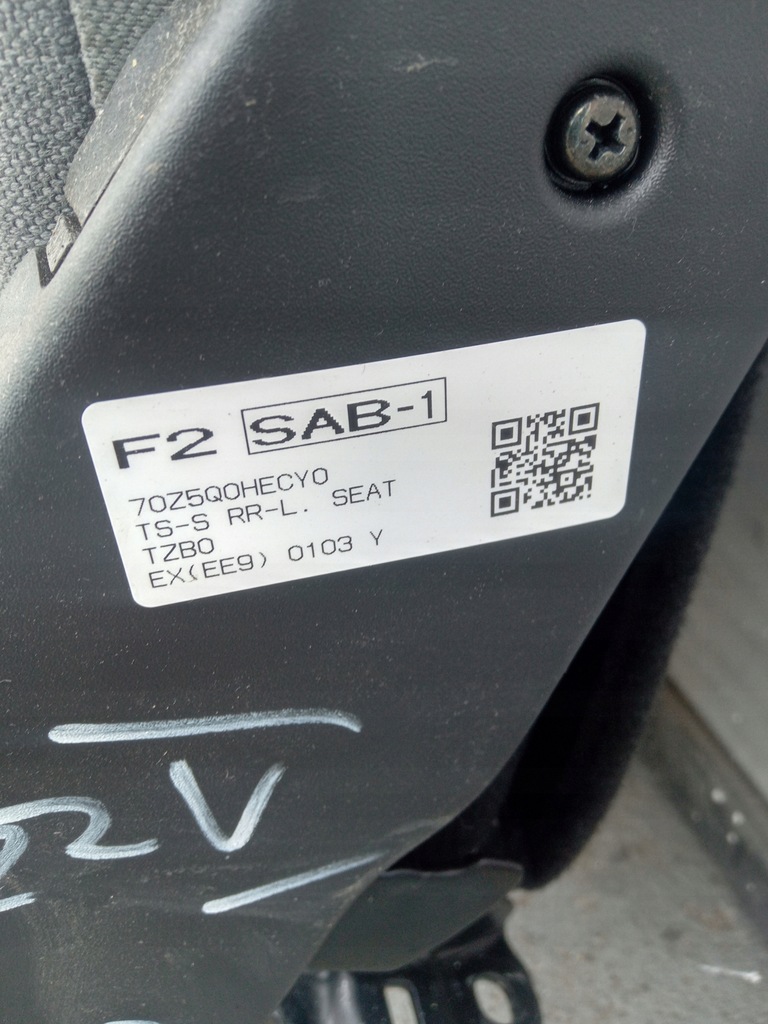 F2 SAB-1
70Z5Q0HECY0
TS-S RR-L. SEAT
TZB0
EX(EE9) 0103 Y
V